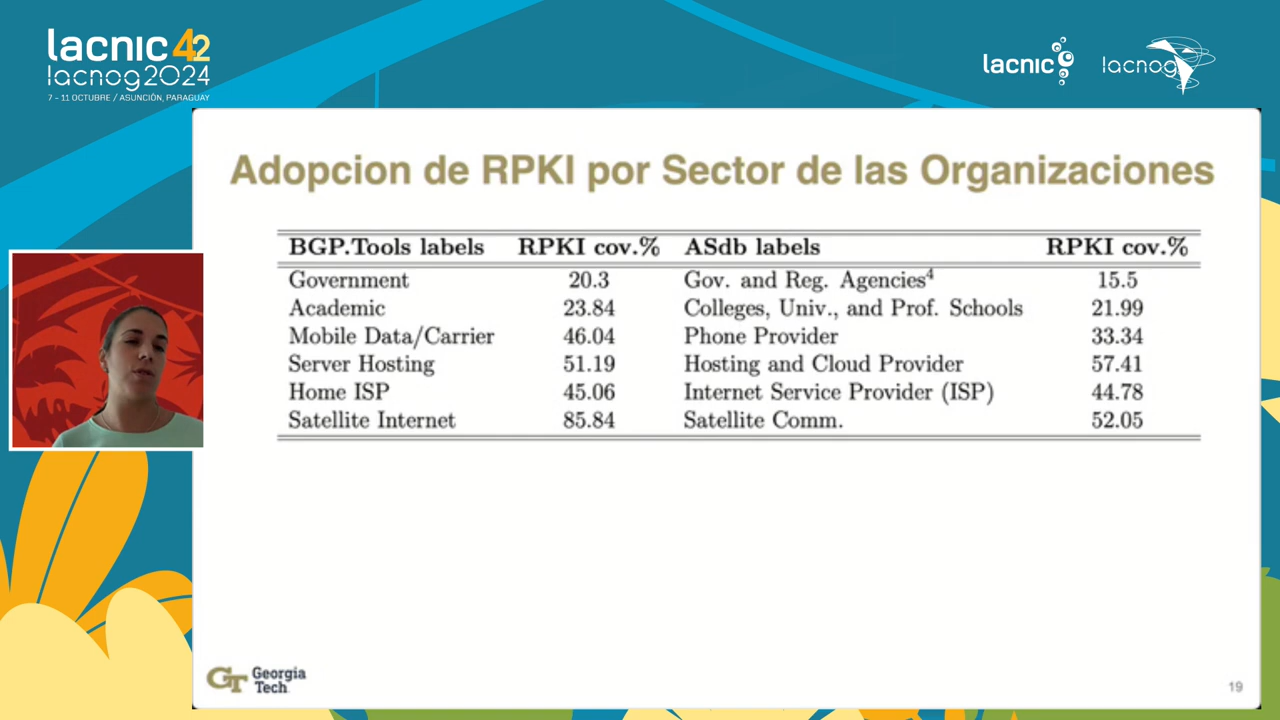 lacnic 42
lacnog2024
7 - 11 OCTUBRE / ASUNCIÓN, PARAGUAY
lacnic
lacnog
Adopcion de RPKI por Sector de las Organizaciones
BGP.Tools labels RPKI cov.% ASdb labels RPKI cov.%
Government 20.3 Gov. and Reg. Agencies⁴ 15.5
Academic 23.84 Colleges, Univ., and Prof. Schools 21.99
Mobile Data/Carrier 46.04 Phone Provider 33.34
Server Hosting 51.19 Hosting and Cloud Provider 57.41
Home ISP 45.06 Internet Service Provider (ISP) 44.78
Satellite Internet 85.84 Satellite Comm. 52.05
GT Georgia
Tech
19